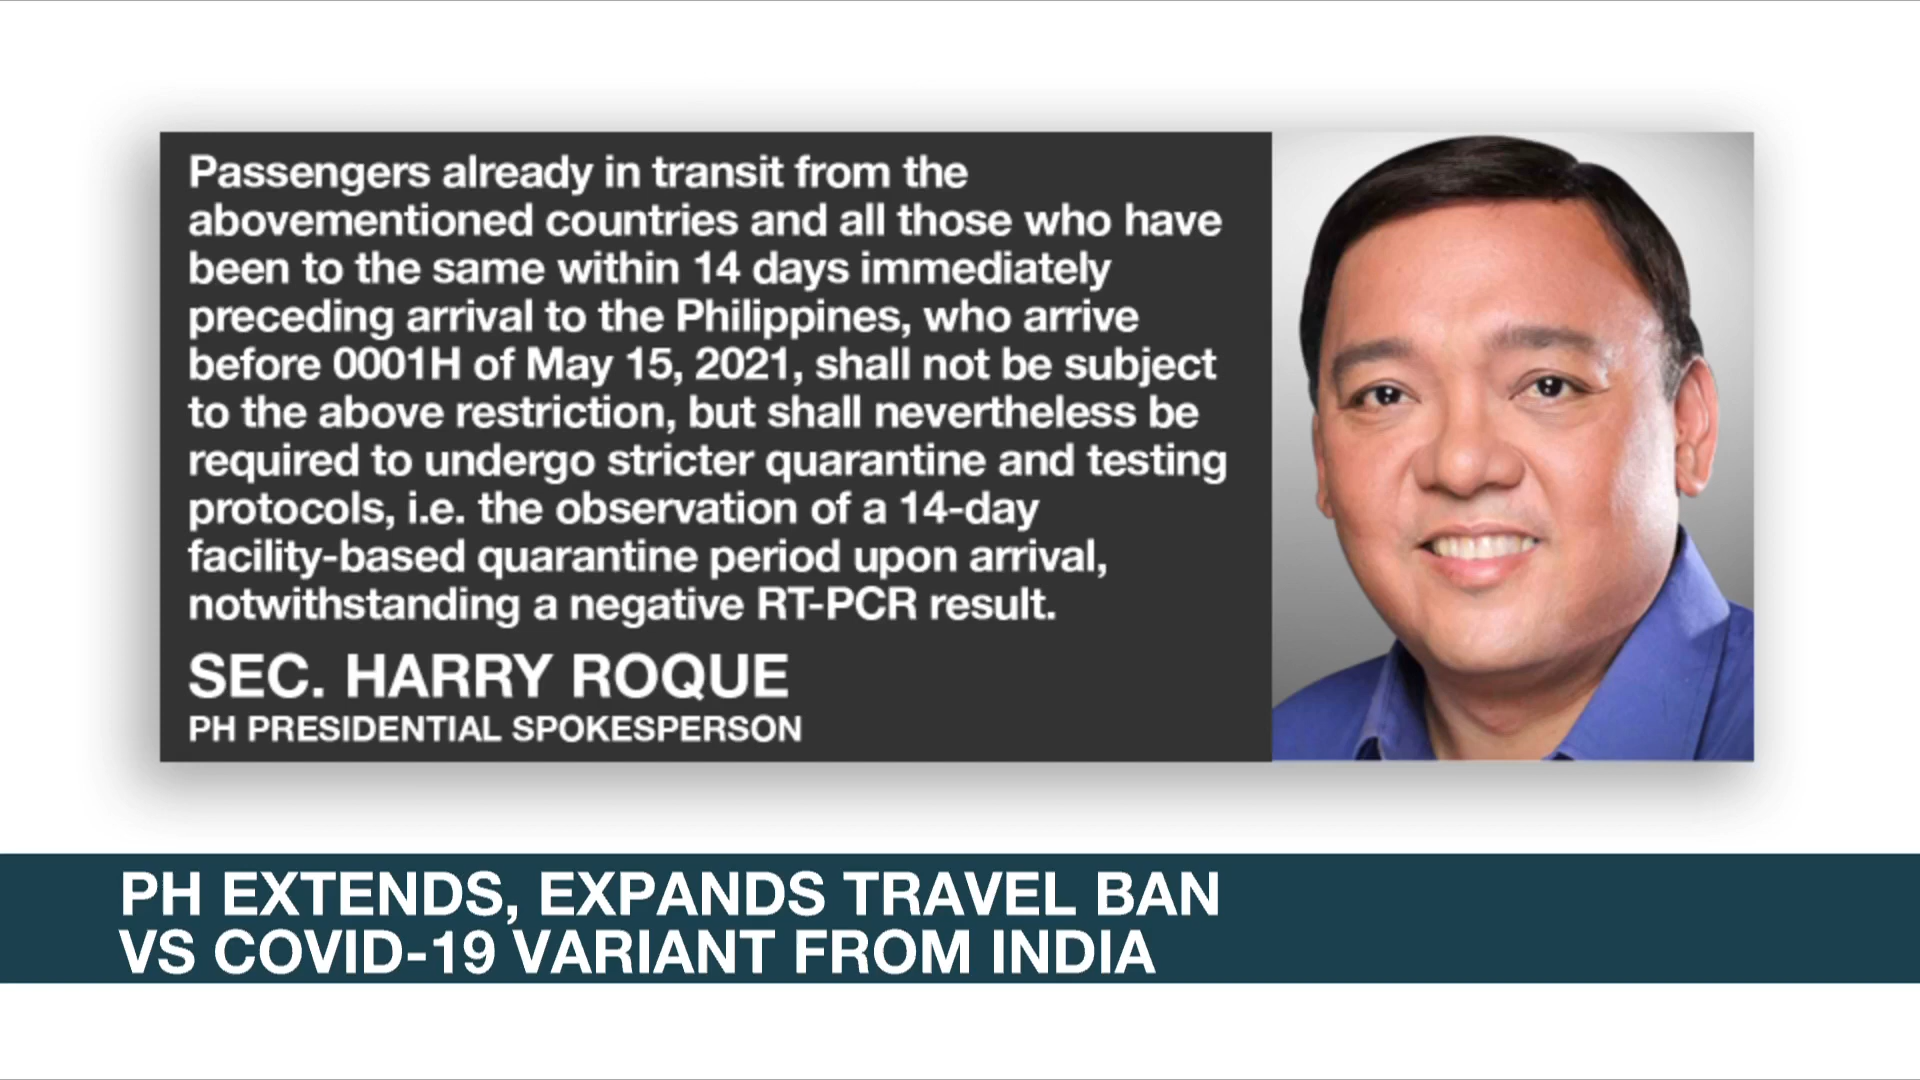 Passengers already in transit from the
abovementioned countries and all those who have
been to the same within 14 days immediately
preceding arrival to the Philippines, who arrive
before 0001H of May 15, 2021, shall not be subject
to the above restriction, but shall nevertheless be
required to undergo stricter quarantine and testing
protocols, i.e. the observation of a 14-day
facility-based quarantine period upon arrival,
notwithstanding a negative RT-PCR result.
SEC. HARRY ROQUE
PH PRESIDENTIAL SPOKESPERSON
PH EXTENDS, EXPANDS TRAVEL BAN
VS COVID-19 VARIANT FROM INDIA